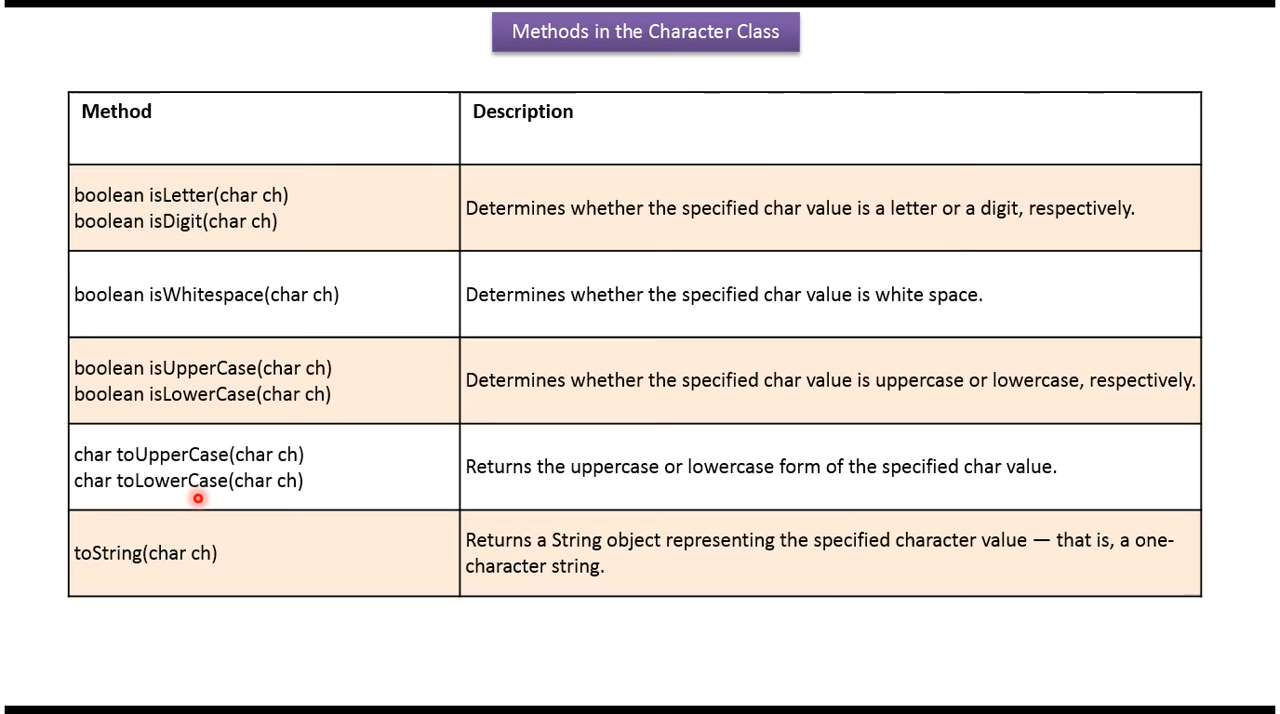 Methods in the Character Class
Method
Description
boolean isLetter(char ch)
boolean isDigit(char ch)
Determines whether the specified char value is a letter or a digit, respectively.
boolean isWhitespace(char ch)
Determines whether the specified char value is white space.
boolean isUpperCase(char ch)
boolean isLowerCase(char ch)
Determines whether the specified char value is uppercase or lowercase, respectively.
char toUpperCase(char ch)
char toLowerCase(char ch)
Returns the uppercase or lowercase form of the specified char value.
toString(char ch)
Returns a String object representing the specified character value — that is, a one-
character string.